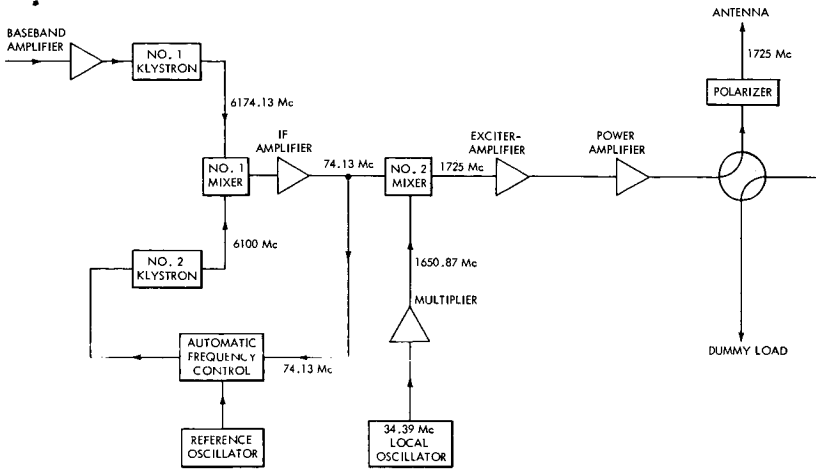 ANTENNA
1725 Mc
POLARIZER
BASEBAND
AMPLIFIER
NO. 1
KLYSTRON
6174.13 Mc
IF
AMPLIFIER
NO. 1
MIXER
74.13 Mc
NO. 2
MIXER
1725 Mc
EXCITER-
AMPLIFIER
POWER
AMPLIFIER
6100 Mc
NO. 2
KLYSTRON
1650.87 Mc
MULTIPLIER
AUTOMATIC
FREQUENCY
CONTROL
74.13 Mc
DUMMY LOAD
REFERENCE
OSCILLATOR
34.39 Mc
LOCAL
OSCILLATOR